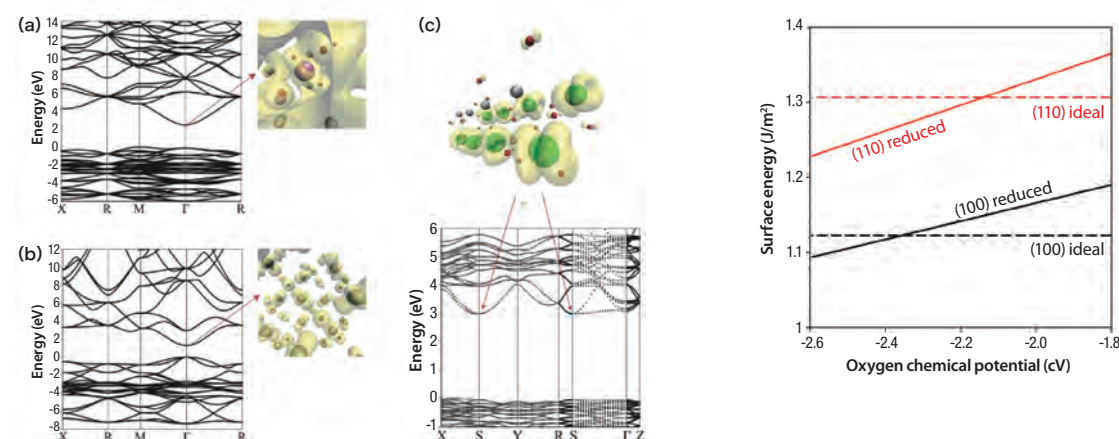 (a)
Energy (eV)
14
12
10
8
6
4
2
0
-2
-4
-6
X R M Γ R
(b)
Energy (eV)
12
10
8
6
4
2
0
-2
-4
-6
-8
X R M Γ R
(c)
Energy (eV)
6
5
4
3
2
1
0
-1
X S Y R S Γ Z
Surface energy (J/m²)
1.4
1.3
1.2
1.1
1
(110) reduced
(110) ideal
(100) reduced
(100) ideal
-2.6 -2.4 -2.2 -2.0 -1.8
Oxygen chemical potential (cV)